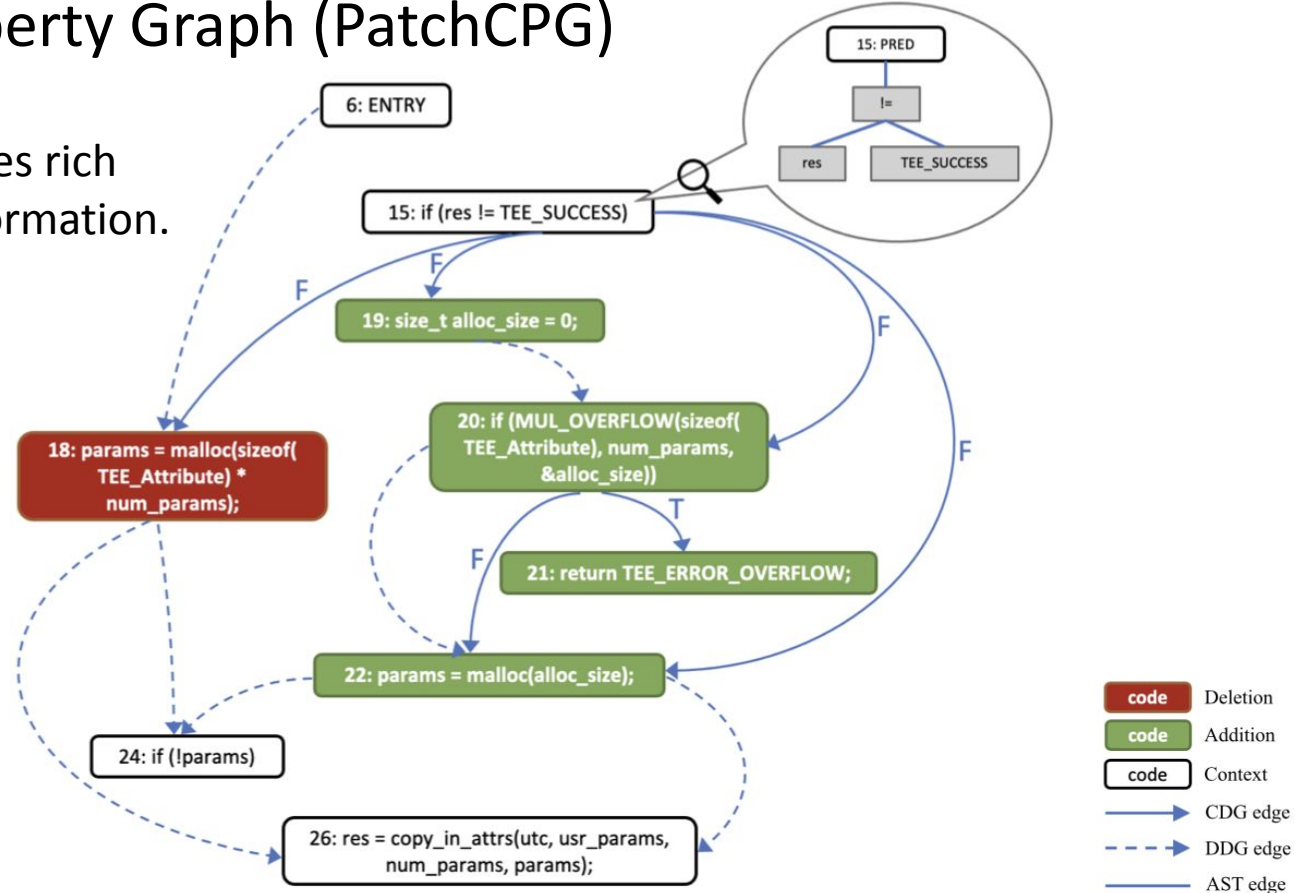 perty Graph (PatchCPG)
es rich
ormation.
15: PRED
!=
res
TEE_SUCCESS
6: ENTRY
15: if (res != TEE_SUCCESS)
F
F
F
F
19: size_t alloc_size = 0;
18: params = malloc(sizeof(
TEE_Attribute) *
num_params);
20: if (MUL_OVERFLOW(sizeof(
TEE_Attribute), num_params,
&alloc_size))
T
F
21: return TEE_ERROR_OVERFLOW;
22: params = malloc(alloc_size);
24: if (!params)
26: res = copy_in_attrs(utc, usr_params,
num_params, params);
code Deletion
code Addition
code Context
CDG edge
DDG edge
AST edge